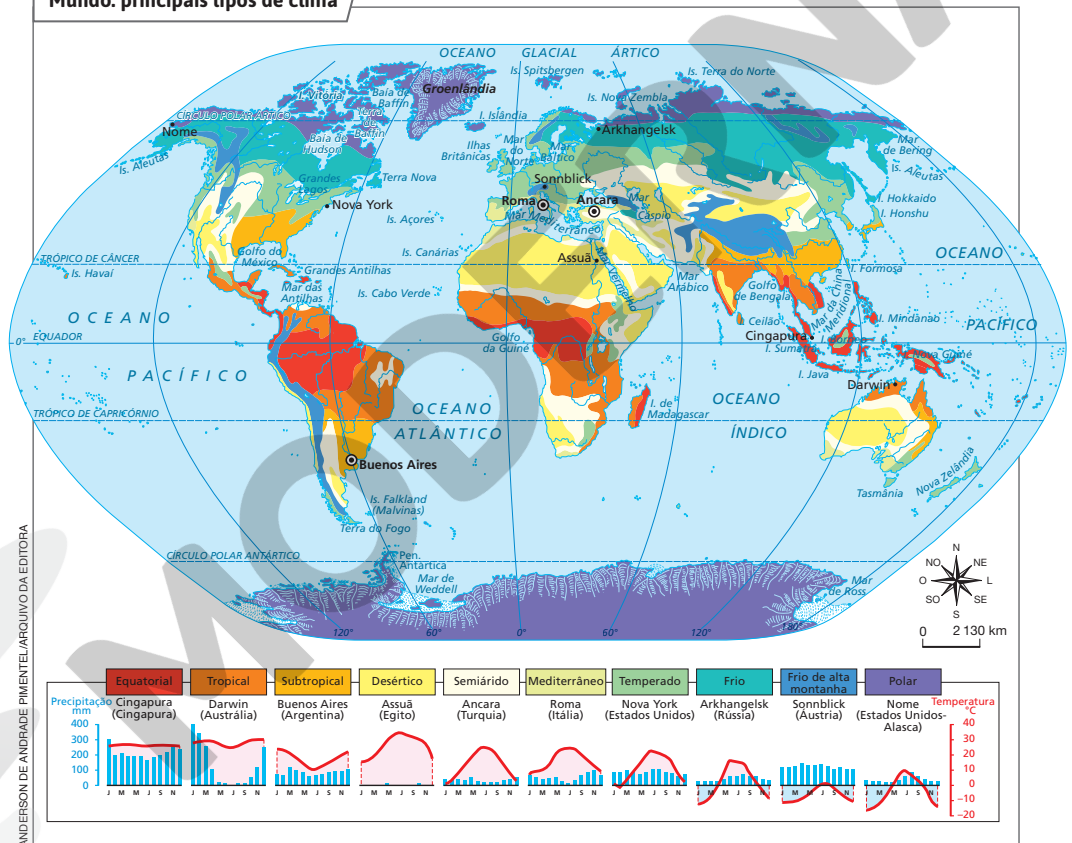 Mundo: principais tipos de clima
OCEANO GLACIAL ÁRTICO
Is. Spitsbergen
Is. Terra do Norte
Groenlândia
I. Vitória
Baía de Baffin
Is. Nova Zembla
CÍRCULO POLAR ÁRTICO
Terra de Baffin
I. Islândia
Nome
Arkhangelsk
Baía de Hudson
Ilhas Britânicas
Mar do Norte
Mar Báltico
Mar de Bering
Is. Aleutas
Is. Aleutas
Grandes Lagos
Terra Nova
Sonnblick
I. Hokkaido
Nova York
Roma
Ancara
Mar Cáspio
I. Honshu
Is. Açores
Mar Mediterrâneo
Golfo do México
Is. Canárias
Assuã
OCEANO
TRÓPICO DE CÂNCER
Is. Havaí
Grandes Antilhas
Mar Vermelho
Mar Arábico
I. Formosa
Mar das Antilhas
Is. Cabo Verde
Golfo de Bengala
Mar da China Meridional
OCEANO
I. Ceilão
I. Mindanao
PACÍFICO
0°
EQUADOR
Golfo da Guiné
Cingapura
I. Sumatra
I. Bornéu
I. Nova Guiné
PACÍFICO
I. Java
Darwin
OCEANO
OCEANO
TRÓPICO DE CAPRICÓRNIO
I. de Madagascar
ATLÂNTICO
ÍNDICO
Buenos Aires
Is. Falkland (Malvinas)
Tasmânia
Nova Zelândia
Terra do Fogo
CÍRCULO POLAR ANTÁRTICO
Pen. Antártica
Mar de Weddell
Mar de Ross
120° 60° 0° 60° 120° 180°
N
NO NE
O L
SO SE
S
0 2 130 km
MODERNA
ANDERSON DE ANDRADE PIMENTEL/ARQUIVO DA EDITORA
Equatorial Tropical Subtropical Desértico Semiárido Mediterrâneo Temperado Frio Frio de alta montanha Polar
Precipitação mm
Cingapura (Cingapura)
Darwin (Austrália)
Buenos Aires (Argentina)
Assuã (Egito)
Ancara (Turquia)
Roma (Itália)
Nova York (Estados Unidos)
Arkhangelsk (Rússia)
Sonnblick (Áustria)
Nome (Estados Unidos-Alasca)
Temperatura °C
400
300
200
100
0
40
30
20
10
0
–10
–20
J M M J S N
J M M J S N
J M M J S N
J M M J S N
J M M J S N
J M M J S N
J M M J S N
J M M J S N
J M M J S N
J M M J S N